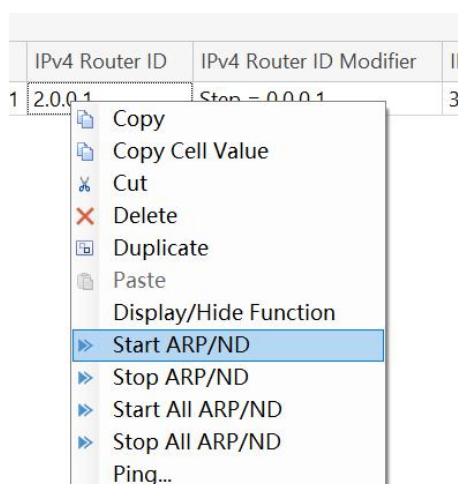 IPv4 Router ID IPv4 Router ID Modifier
1 2.0.0.1 Step = 0.0.0.1 3
Copy
Copy Cell Value
Cut
Delete
Duplicate
Paste
Display/Hide Function
Start ARP/ND
Stop ARP/ND
Start All ARP/ND
Stop All ARP/ND
Ping...